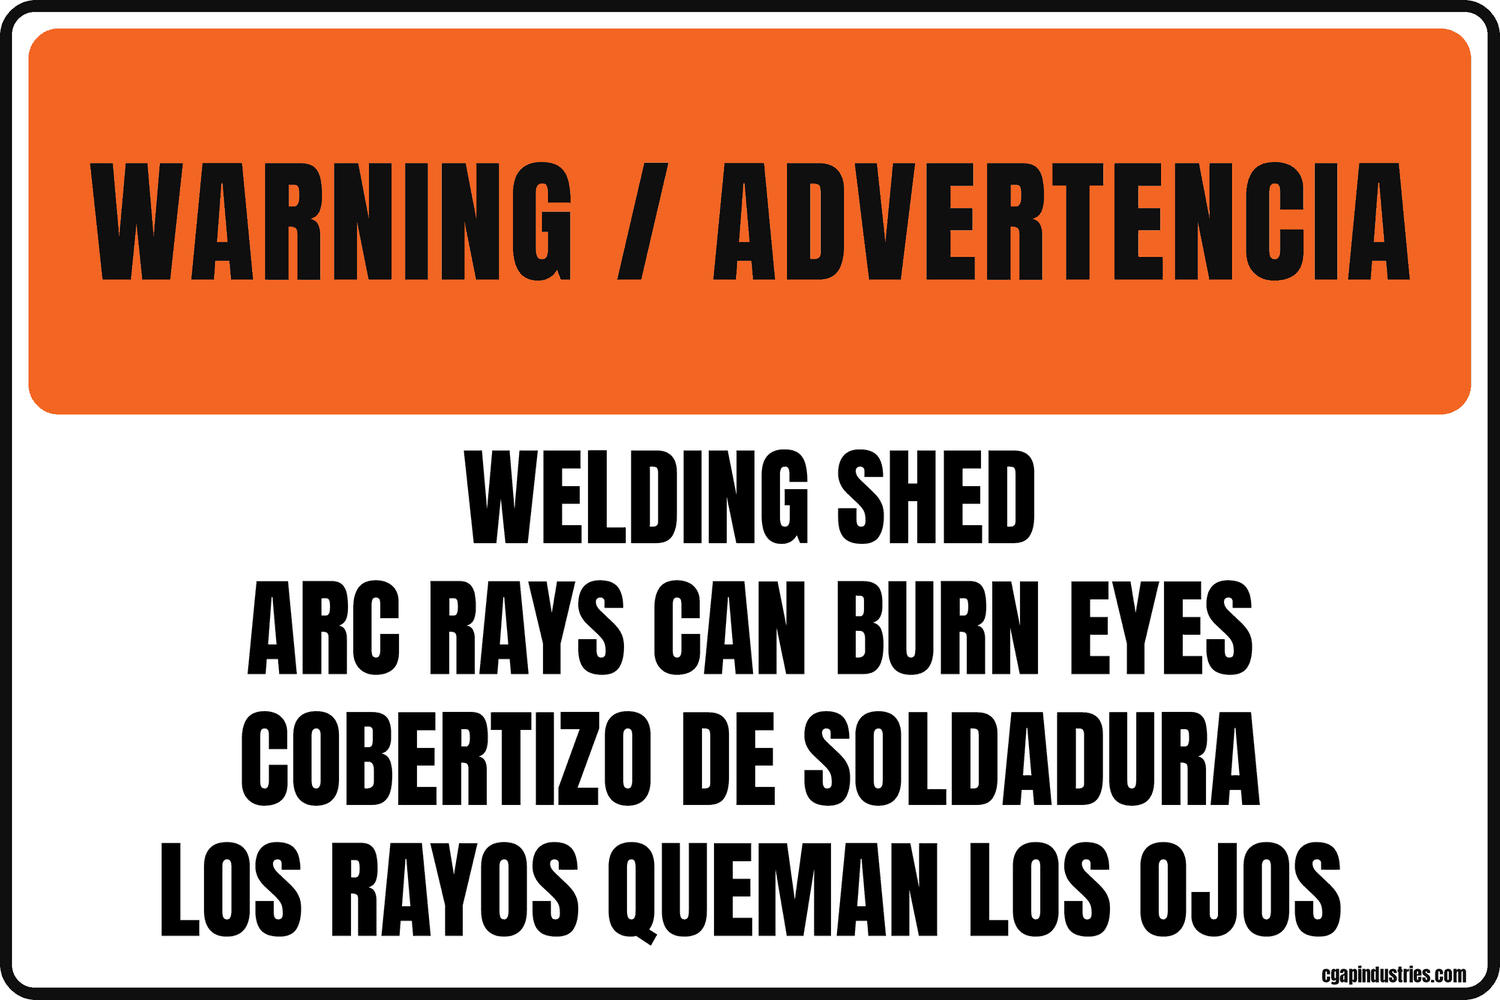 WARNING / ADVERTENCIA
WELDING SHED
ARC RAYS CAN BURN EYES
COBERTIZO DE SOLDADURA
LOS RAYOS QUEMAN LOS OJOS
cgapindustries.com